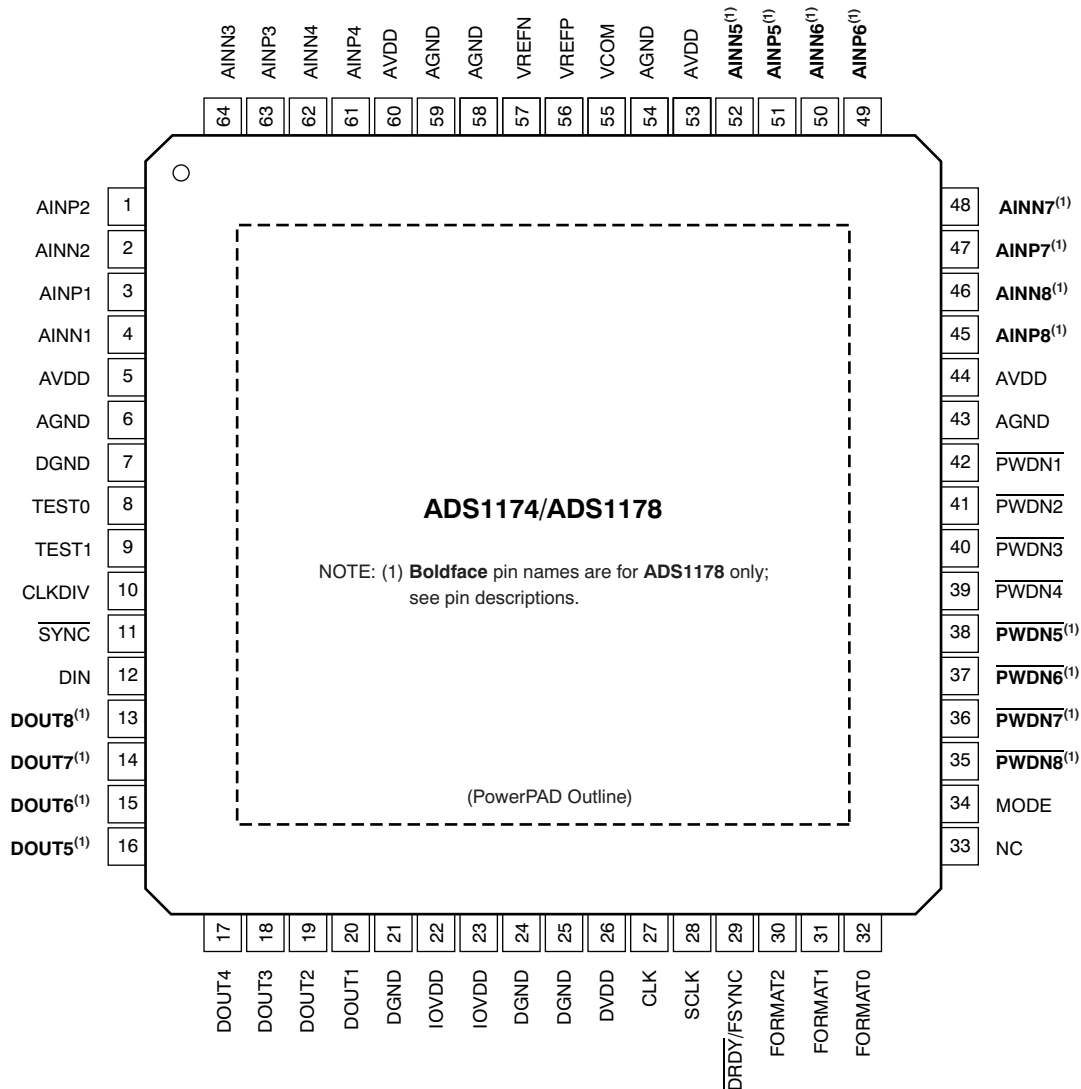 AINN3
AINP3
AINN4
AINP4
AVDD
AGND
AGND
VREFN
VREFP
VCOM
AGND
AVDD
AINN5(1)
AINP5(1)
AINN6(1)
AINP6(1)
64
63
62
61
60
59
58
57
56
55
54
53
52
51
50
49
AINP2 1
AINN2 2
AINP1 3
AINN1 4
AVDD 5
AGND 6
DGND 7
TEST0 8
TEST1 9
CLKDIV 10
SYNC 11
DIN 12
DOUT8(1) 13
DOUT7(1) 14
DOUT6(1) 15
DOUT5(1) 16
ADS1174/ADS1178
NOTE: (1) Boldface pin names are for ADS1178 only;
see pin descriptions.
(PowerPAD Outline)
48 AINN7(1)
47 AINP7(1)
46 AINN8(1)
45 AINP8(1)
44 AVDD
43 AGND
42 PWDN1
41 PWDN2
40 PWDN3
39 PWDN4
38 PWDN5(1)
37 PWDN6(1)
36 PWDN7(1)
35 PWDN8(1)
34 MODE
33 NC
17
18
19
20
21
22
23
24
25
26
27
28
29
30
31
32
DOUT4
DOUT3
DOUT2
DOUT1
DGND
IOVDD
IOVDD
DGND
DGND
DVDD
CLK
SCLK
DRDY/FSYNC
FORMAT2
FORMAT1
FORMAT0